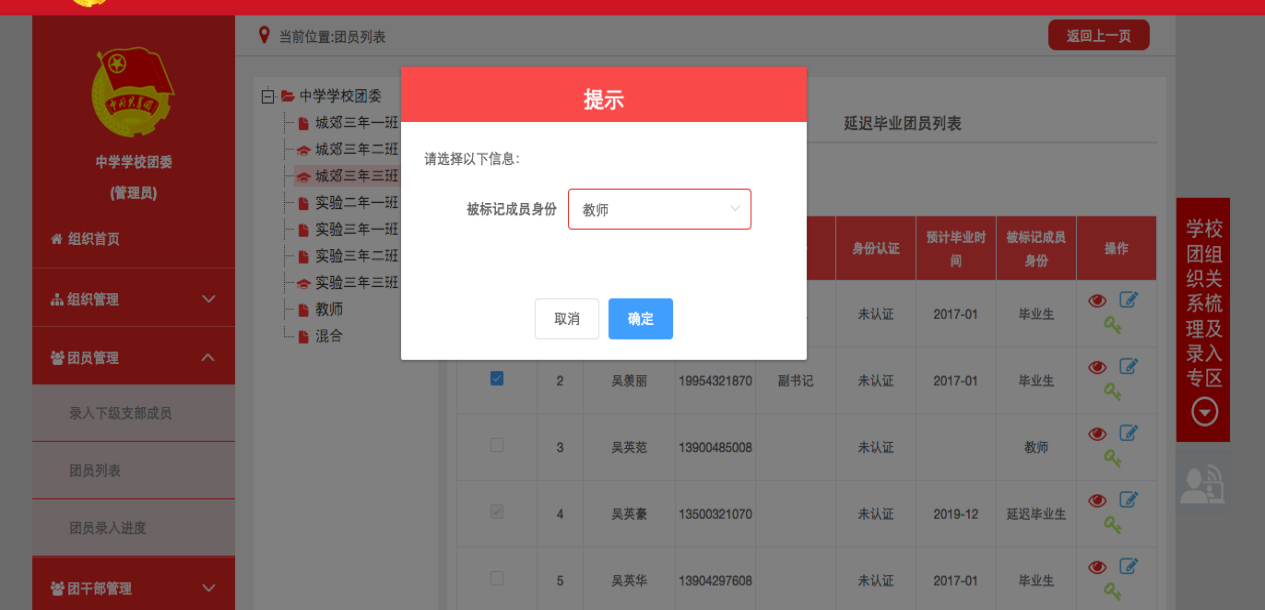 当前位置:团员列表
返回上一页
中学学校团委
(管理员)
组织首页
组织管理
团员管理
录入下级支部成员
团员列表
团员录入进度
团干部管理
中学学校团委
城郊三年一班
城郊三年二班
城郊三年三班
实验二年一班
实验三年一班
实验三年二班
实验三年三班
教师
混合
提示
请选择以下信息:
被标记成员身份 教师
取消 确定
延迟毕业团员列表
身份认证 预计毕业时间 被标记成员身份 操作
未认证 2017-01 毕业生
2 吴羡丽 19954321870 副书记 未认证 2017-01 毕业生
3 吴英范 13900485008 未认证 教师
4 吴英豪 13500321070 未认证 2019-12 延迟毕业生
5 吴英华 13904297608 未认证 2017-01 毕业生
学校
团组
织关
系梳
理及
录入
专区